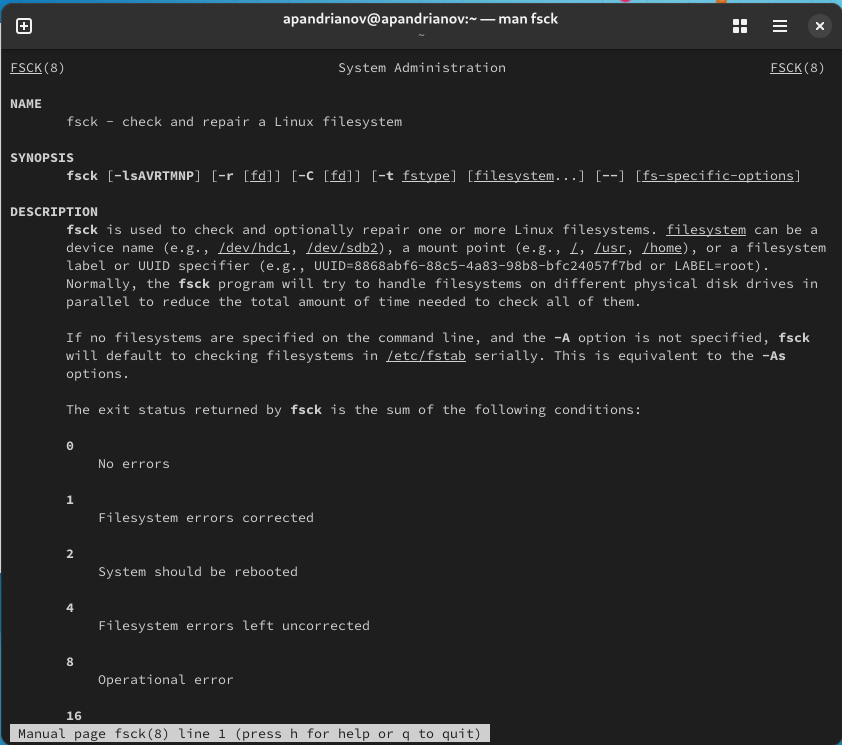 apandrianov@apandrianov:~ — man fsck
~
FSCK(8) System Administration FSCK(8)
NAME
fsck - check and repair a Linux filesystem
SYNOPSIS
fsck [-lsAVRTMNP] [-r [fd]] [-C [fd]] [-t fstype] [filesystem...] [--] [fs-specific-options]
DESCRIPTION
fsck is used to check and optionally repair one or more Linux filesystems. filesystem can be a
device name (e.g., /dev/hdc1, /dev/sdb2), a mount point (e.g., /, /usr, /home), or a filesystem
label or UUID specifier (e.g., UUID=8868abf6-88c5-4a83-98b8-bfc24057f7bd or LABEL=root).
Normally, the fsck program will try to handle filesystems on different physical disk drives in
parallel to reduce the total amount of time needed to check all of them.
If no filesystems are specified on the command line, and the -A option is not specified, fsck
will default to checking filesystems in /etc/fstab serially. This is equivalent to the -As
options.
The exit status returned by fsck is the sum of the following conditions:
0
No errors
1
Filesystem errors corrected
2
System should be rebooted
4
Filesystem errors left uncorrected
8
Operational error
16
Manual page fsck(8) line 1 (press h for help or q to quit)